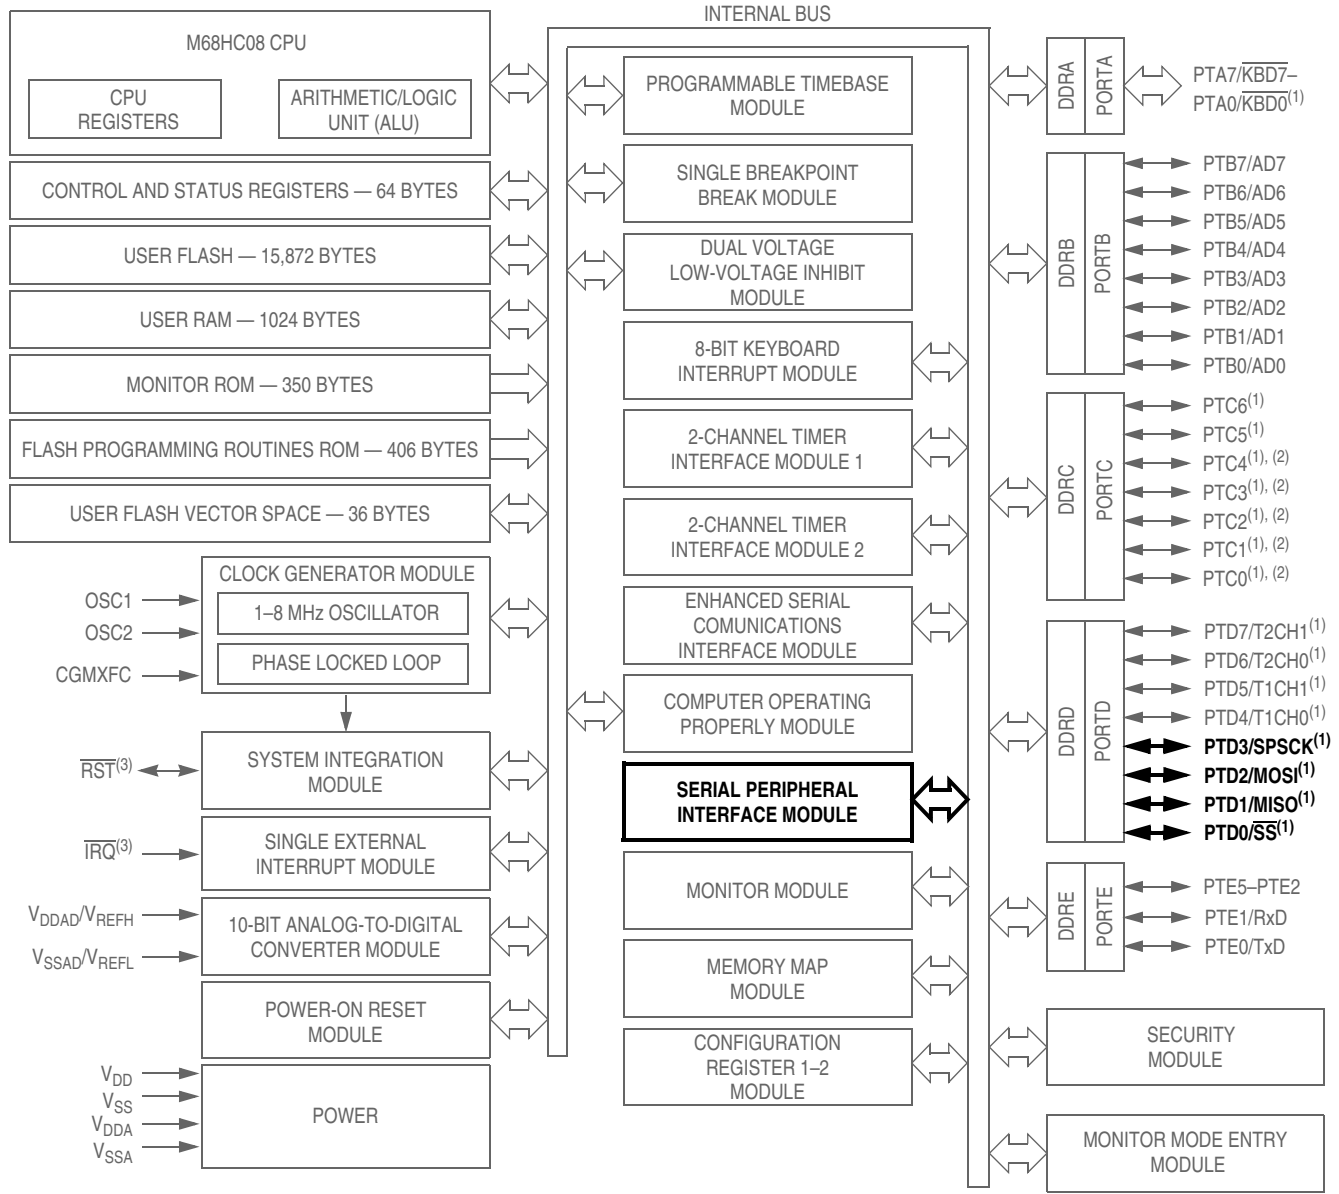 INTERNAL BUS
M68HC08 CPU
CPU
REGISTERS
ARITHMETIC/LOGIC
UNIT (ALU)
CONTROL AND STATUS REGISTERS — 64 BYTES
USER FLASH — 15,872 BYTES
USER RAM — 1024 BYTES
MONITOR ROM — 350 BYTES
FLASH PROGRAMMING ROUTINES ROM — 406 BYTES
USER FLASH VECTOR SPACE — 36 BYTES
CLOCK GENERATOR MODULE
1–8 MHz OSCILLATOR
PHASE LOCKED LOOP
OSC1
OSC2
CGMXFC
SYSTEM INTEGRATION
MODULE
RST(3)
SINGLE EXTERNAL
INTERRUPT MODULE
IRQ(3)
10-BIT ANALOG-TO-DIGITAL
CONVERTER MODULE
VDDAD/VREFH
VSSAD/VREFL
POWER-ON RESET
MODULE
POWER
VDD
VSS
VDDA
VSSA
PROGRAMMABLE TIMEBASE
MODULE
SINGLE BREAKPOINT
BREAK MODULE
DUAL VOLTAGE
LOW-VOLTAGE INHIBIT
MODULE
8-BIT KEYBOARD
INTERRUPT MODULE
2-CHANNEL TIMER
INTERFACE MODULE 1
2-CHANNEL TIMER
INTERFACE MODULE 2
ENHANCED SERIAL
COMUNICATIONS
INTERFACE MODULE
COMPUTER OPERATING
PROPERLY MODULE
SERIAL PERIPHERAL
INTERFACE MODULE
MONITOR MODULE
MEMORY MAP
MODULE
CONFIGURATION
REGISTER 1–2
MODULE
DDRA
PORTA
PTA7/KBD7–
PTA0/KBD0(1)
DDRB
PORTB
PTB7/AD7
PTB6/AD6
PTB5/AD5
PTB4/AD4
PTB3/AD3
PTB2/AD2
PTB1/AD1
PTB0/AD0
DDRC
PORTC
PTC6(1)
PTC5(1)
PTC4(1), (2)
PTC3(1), (2)
PTC2(1), (2)
PTC1(1), (2)
PTC0(1), (2)
DDRD
PORTD
PTD7/T2CH1(1)
PTD6/T2CH0(1)
PTD5/T1CH1(1)
PTD4/T1CH0(1)
PTD3/SPSCK(1)
PTD2/MOSI(1)
PTD1/MISO(1)
PTD0/SS(1)
DDRE
PORTE
PTE5–PTE2
PTE1/RxD
PTE0/TxD
SECURITY
MODULE
MONITOR MODE ENTRY
MODULE